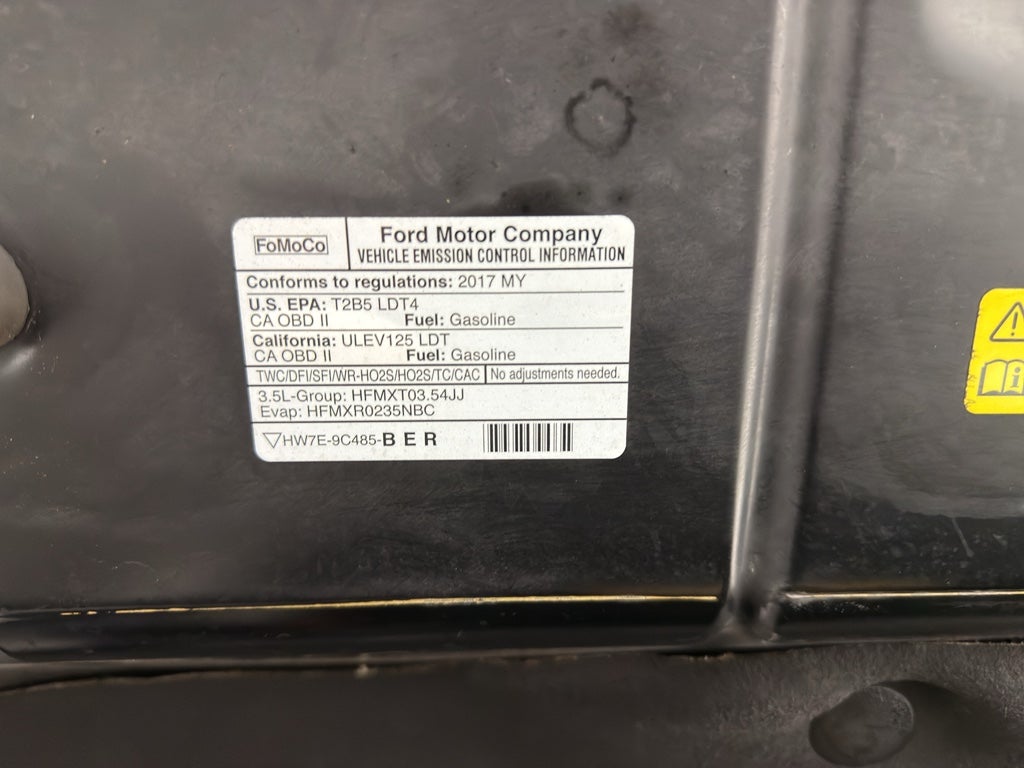 FoMoCo
Ford Motor Company
VEHICLE EMISSION CONTROL INFORMATION
Conforms to regulations: 2017 MY
U.S. EPA: T2B5 LDT4
CA OBD II Fuel: Gasoline
California: ULEV125 LDT
CA OBD II Fuel: Gasoline
TWC/DFI/SFI/WR-HO2S/HO2S/TC/CAC No adjustments needed.
3.5L-Group: HFMXT03.54JJ
Evap: HFMXR0235NBC
HW7E-9C485-B E R